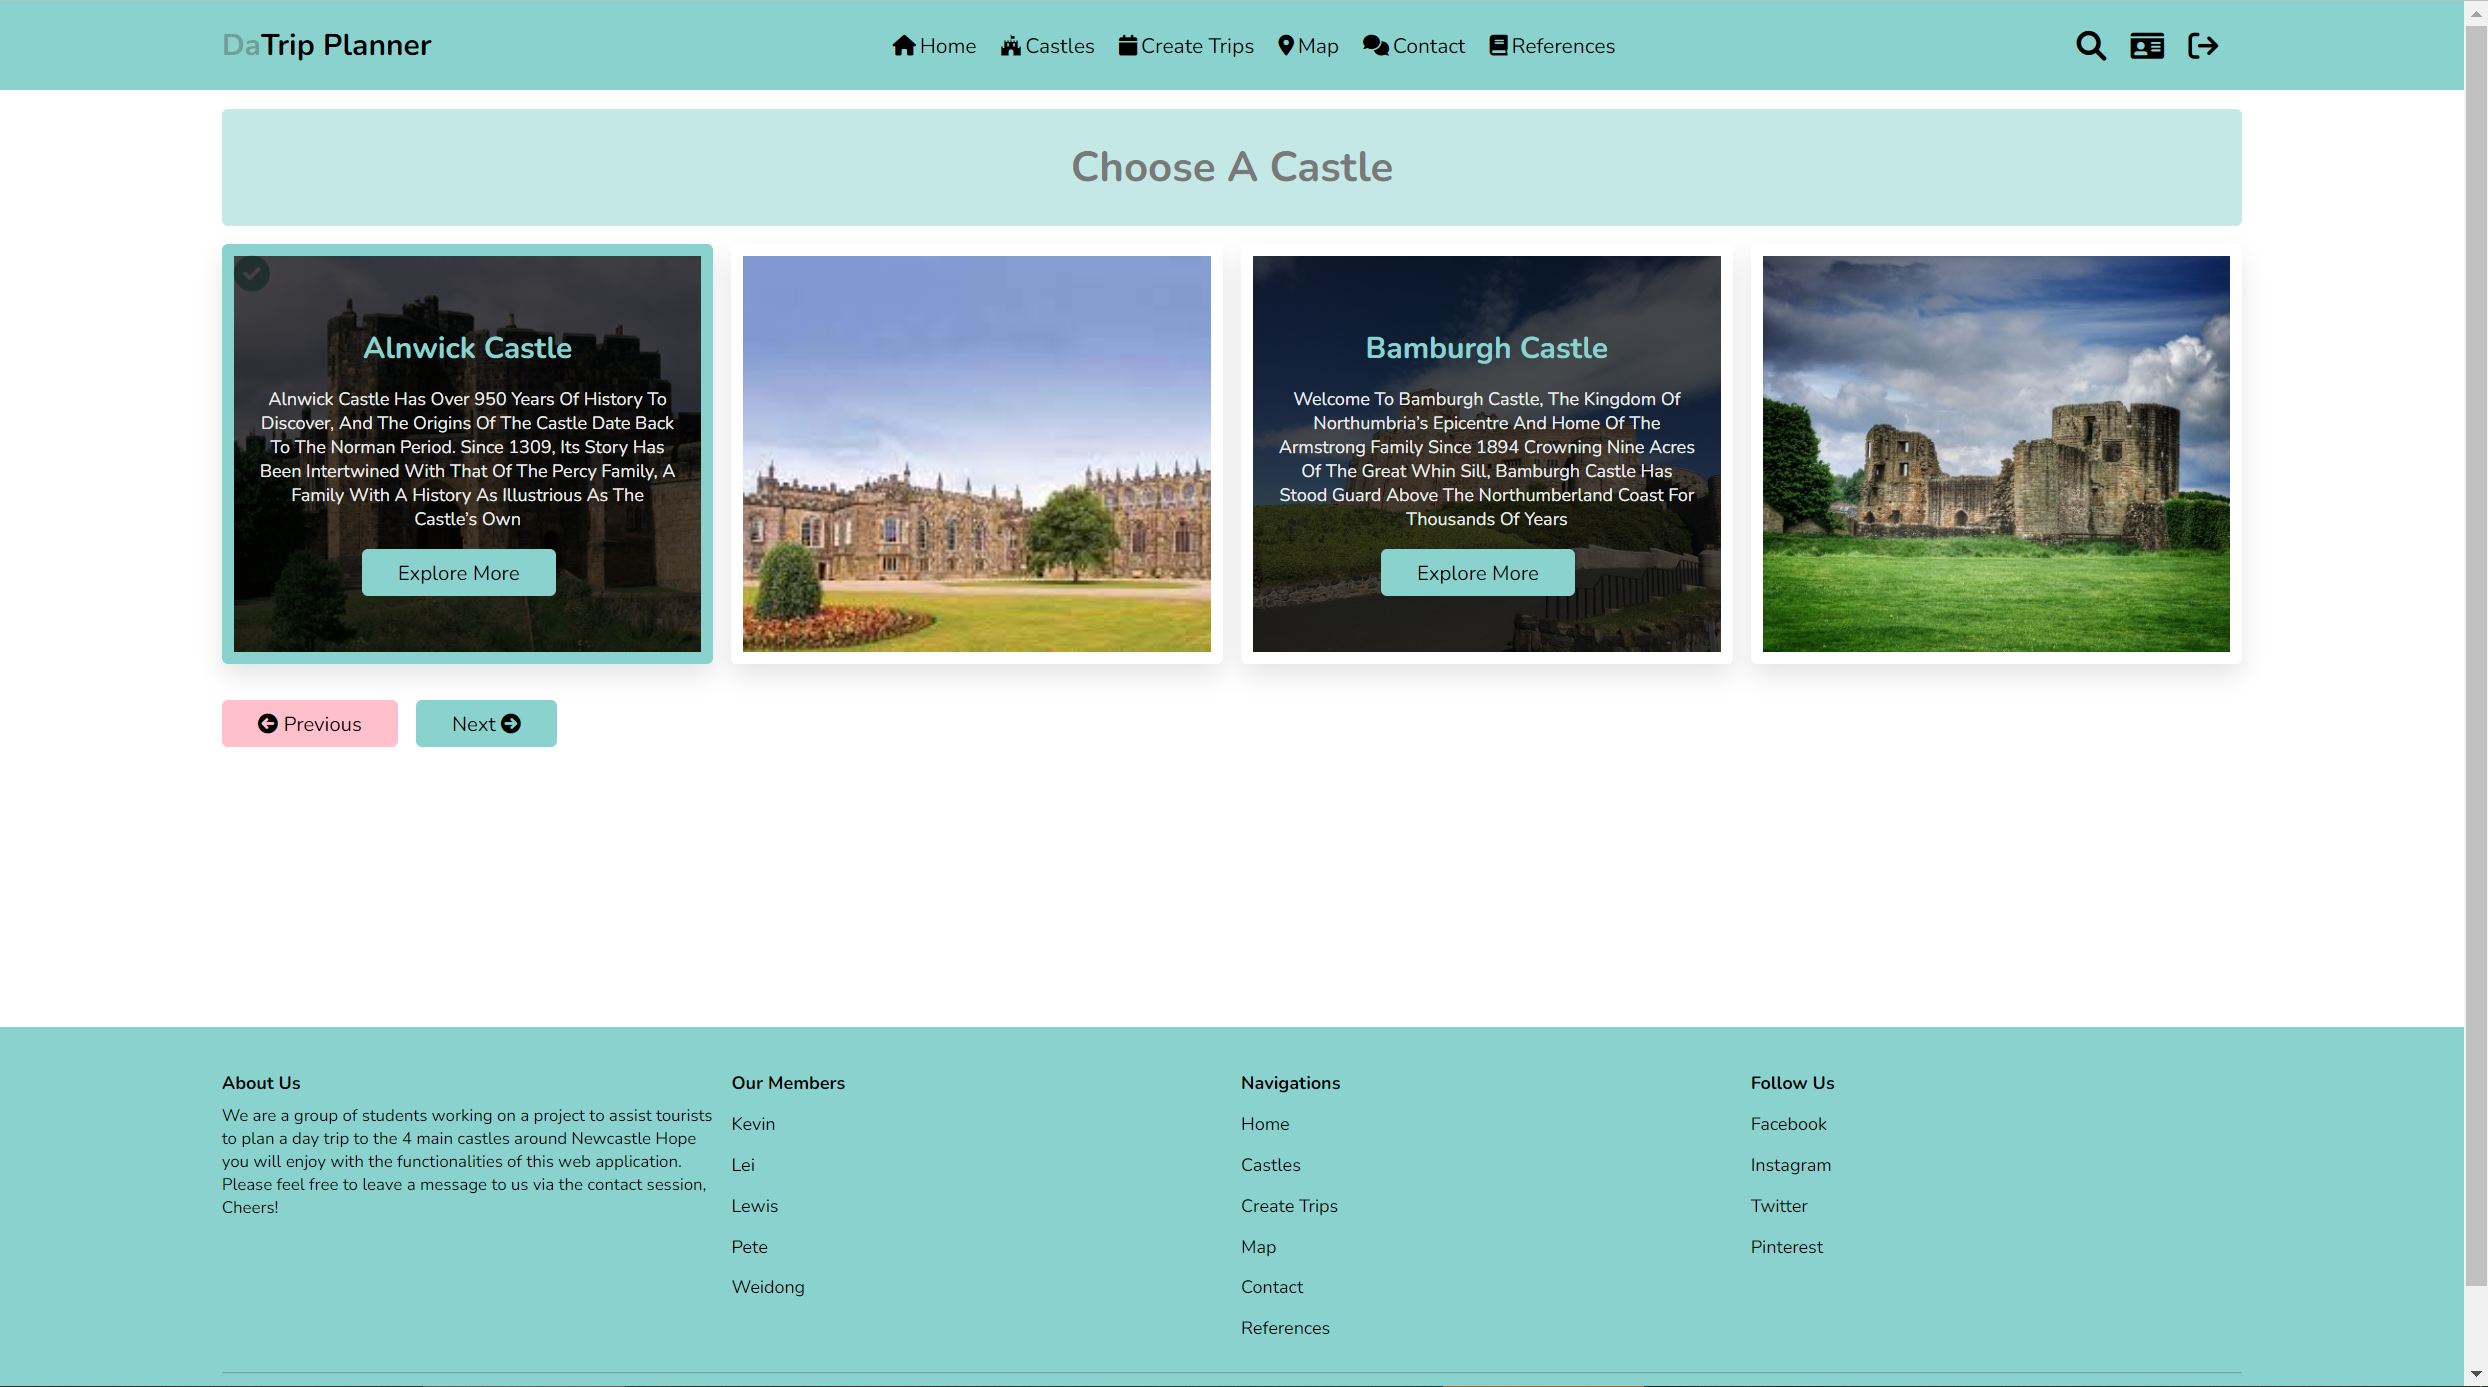 DaTrip Planner
Home Castles Create Trips Map Contact References
Choose A Castle
Alnwick Castle
Alnwick Castle Has Over 950 Years Of History To
Discover, And The Origins Of The Castle Date Back
To The Norman Period. Since 1309, Its Story Has
Been Intertwined With That Of The Percy Family, A
Family With A History As Illustrious As The
Castle's Own
Explore More
Bamburgh Castle
Welcome To Bamburgh Castle, The Kingdom Of
Northumbria's Epicentre And Home Of The
Armstrong Family Since 1894 Crowning Nine Acres
Of The Great Whin Sill, Bamburgh Castle Has
Stood Guard Above The Northumberland Coast For
Thousands Of Years
Explore More
Previous
Next
About Us
We are a group of students working on a project to assist tourists
to plan a day trip to the 4 main castles around Newcastle Hope
you will enjoy with the functionalities of this web application.
Please feel free to leave a message to us via the contact session,
Cheers!
Our Members
Kevin
Lei
Lewis
Pete
Weidong
Navigations
Home
Castles
Create Trips
Map
Contact
References
Follow Us
Facebook
Instagram
Twitter
Pinterest